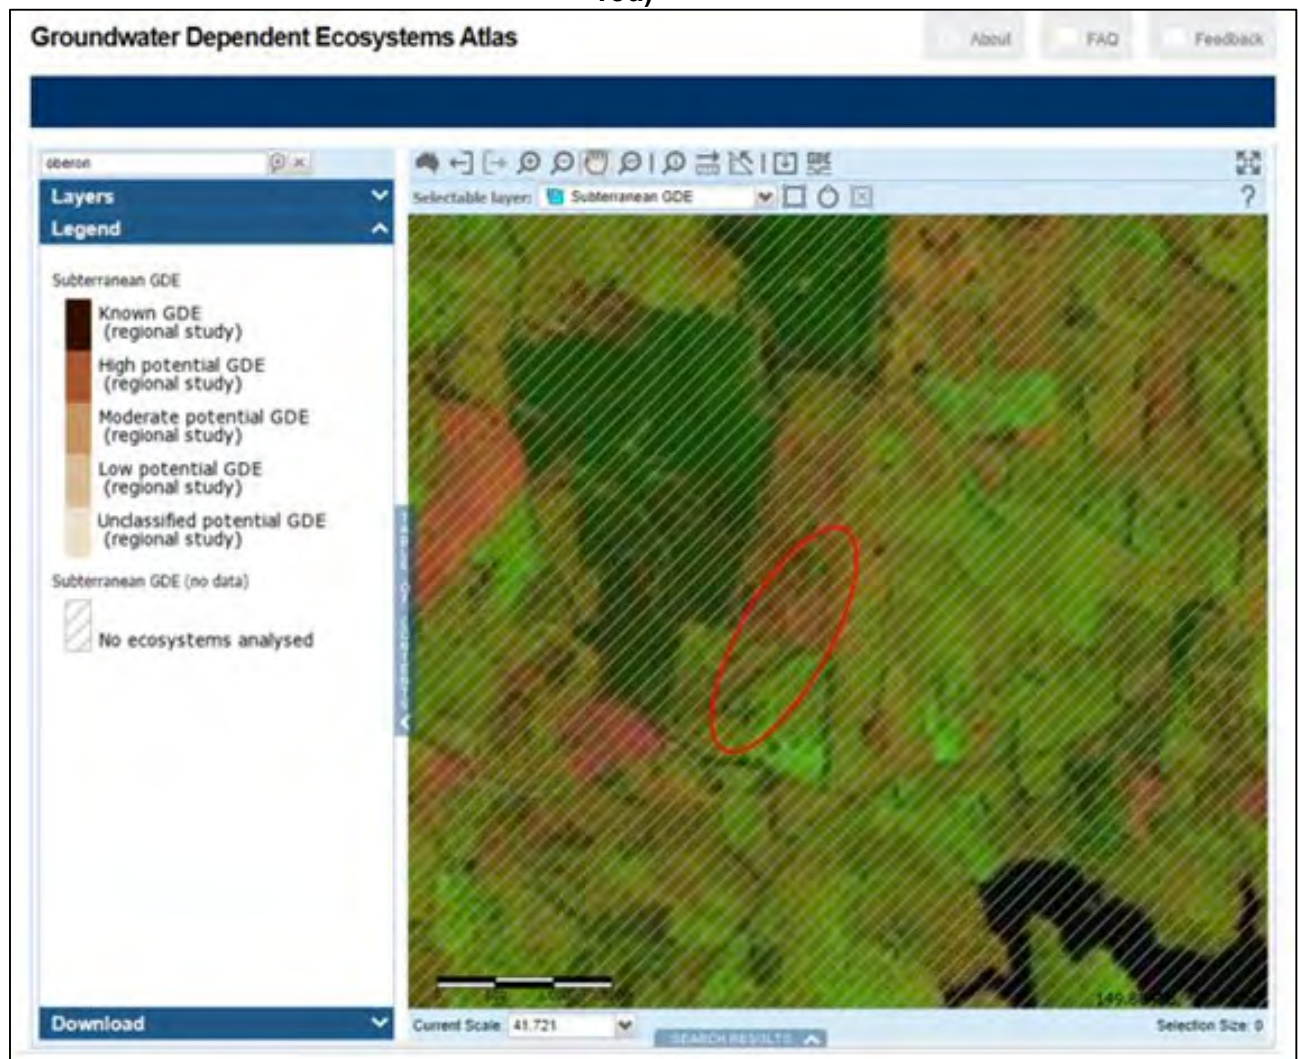 Groundwater Dependent Ecosystems Atlas
About
FAQ
Feedback
oberon
Layers
Selectable layer: Subterranean GDE
?
Legend
Subterranean GDE
Known GDE
(regional study)
High potential GDE
(regional study)
Moderate potential GDE
(regional study)
Low potential GDE
(regional study)
Unclassified potential GDE
(regional study)
Subterranean GDE (no data)
No ecosystems analysed
Download
Current Scale 41,721
SEARCH RESULTS
Selection Size: 0